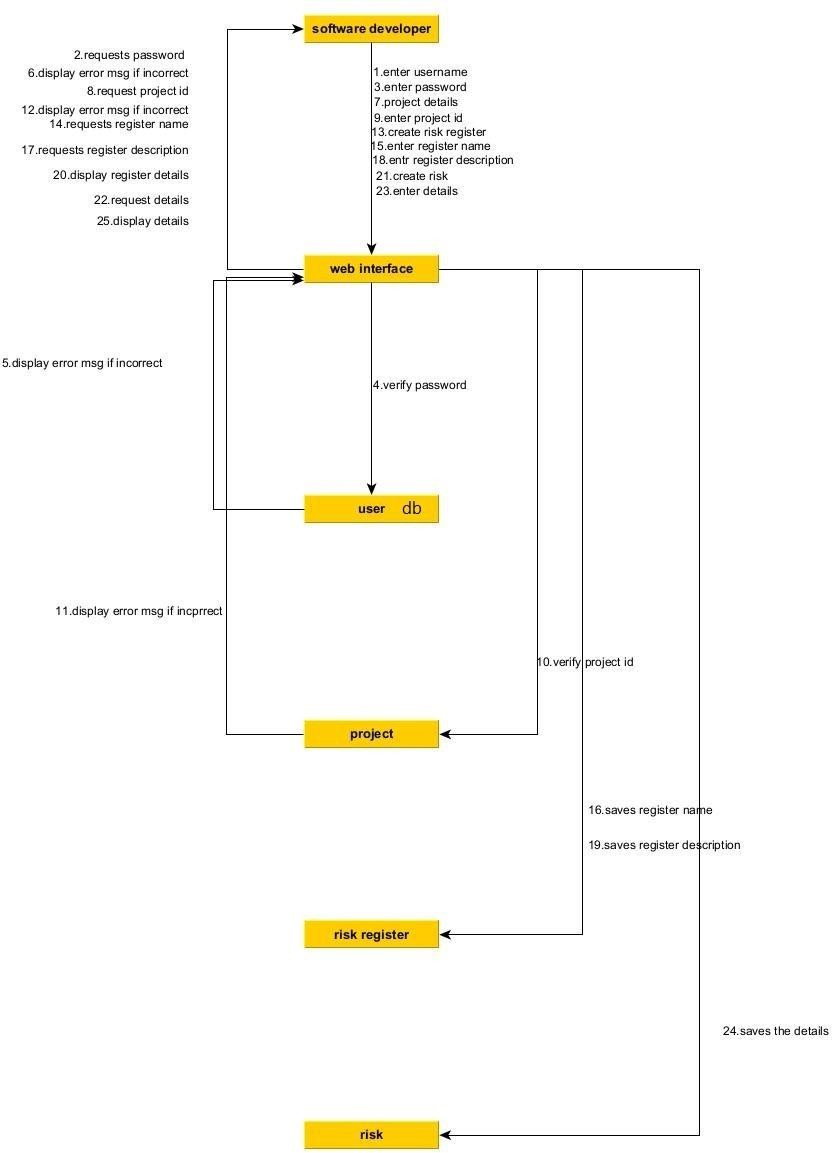 software developer
2.requests password
6.display error msg if incorrect
8.request project id
12.display error msg if incorrect
14.requests register name
17.requests register description
20.display register details
22.request details
25.display details
1.enter username
3.enter password
7.project details
9.enter project id
13.create risk register
15.enter register name
18.entr register description
21.create risk
23.enter details
web interface
5.display error msg if incorrect
4.verify password
user db
11.display error msg if incprrect
10.verify project id
project
16.saves register name
19.saves register description
risk register
24.saves the details
risk